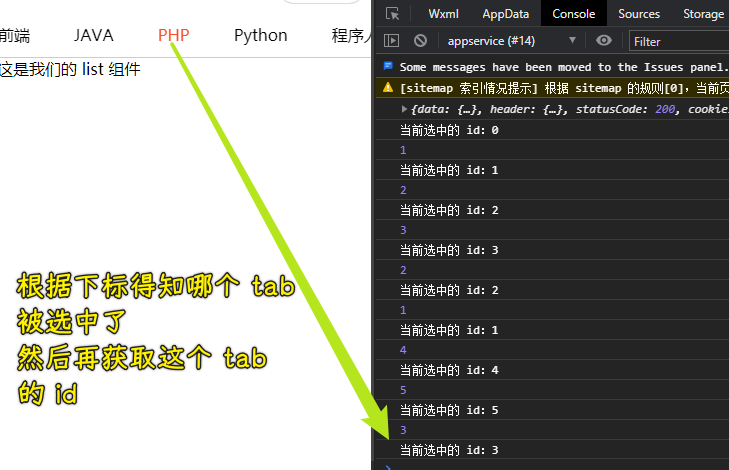 前端 JAVA PHP Python 程序人
这是我们的 list 组件
根据下标得知哪个 tab
被选中了
然后再获取这个 tab
的 id
Wxml AppData Console Sources Storage
appservice (#14) Filter
Some messages have been moved to the Issues panel.
[sitemap 索引情况提示] 根据 sitemap 的规则[0]，当前页
{data: {…}, header: {…}, statusCode: 200, cookie
当前选中的 id: 0
1
当前选中的 id: 1
2
当前选中的 id: 2
3
当前选中的 id: 3
2
当前选中的 id: 2
1
当前选中的 id: 1
4
当前选中的 id: 4
5
当前选中的 id: 5
3
当前选中的 id: 3